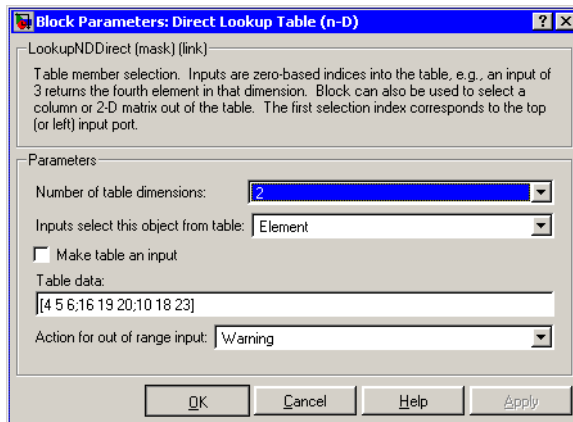 Block Parameters: Direct Lookup Table (n-D)
LookupNDDirect (mask) (link)
Table member selection. Inputs are zero-based indices into the table, e.g., an input of
3 returns the fourth element in that dimension. Block can also be used to select a
column or 2-D matrix out of the table. The first selection index corresponds to the top
(or left) input port.
Parameters
Number of table dimensions: 2
Inputs select this object from table: Element
Make table an input
Table data:
[4 5 6;16 19 20;10 18 23]
Action for out of range input: Warning
OK Cancel Help Apply